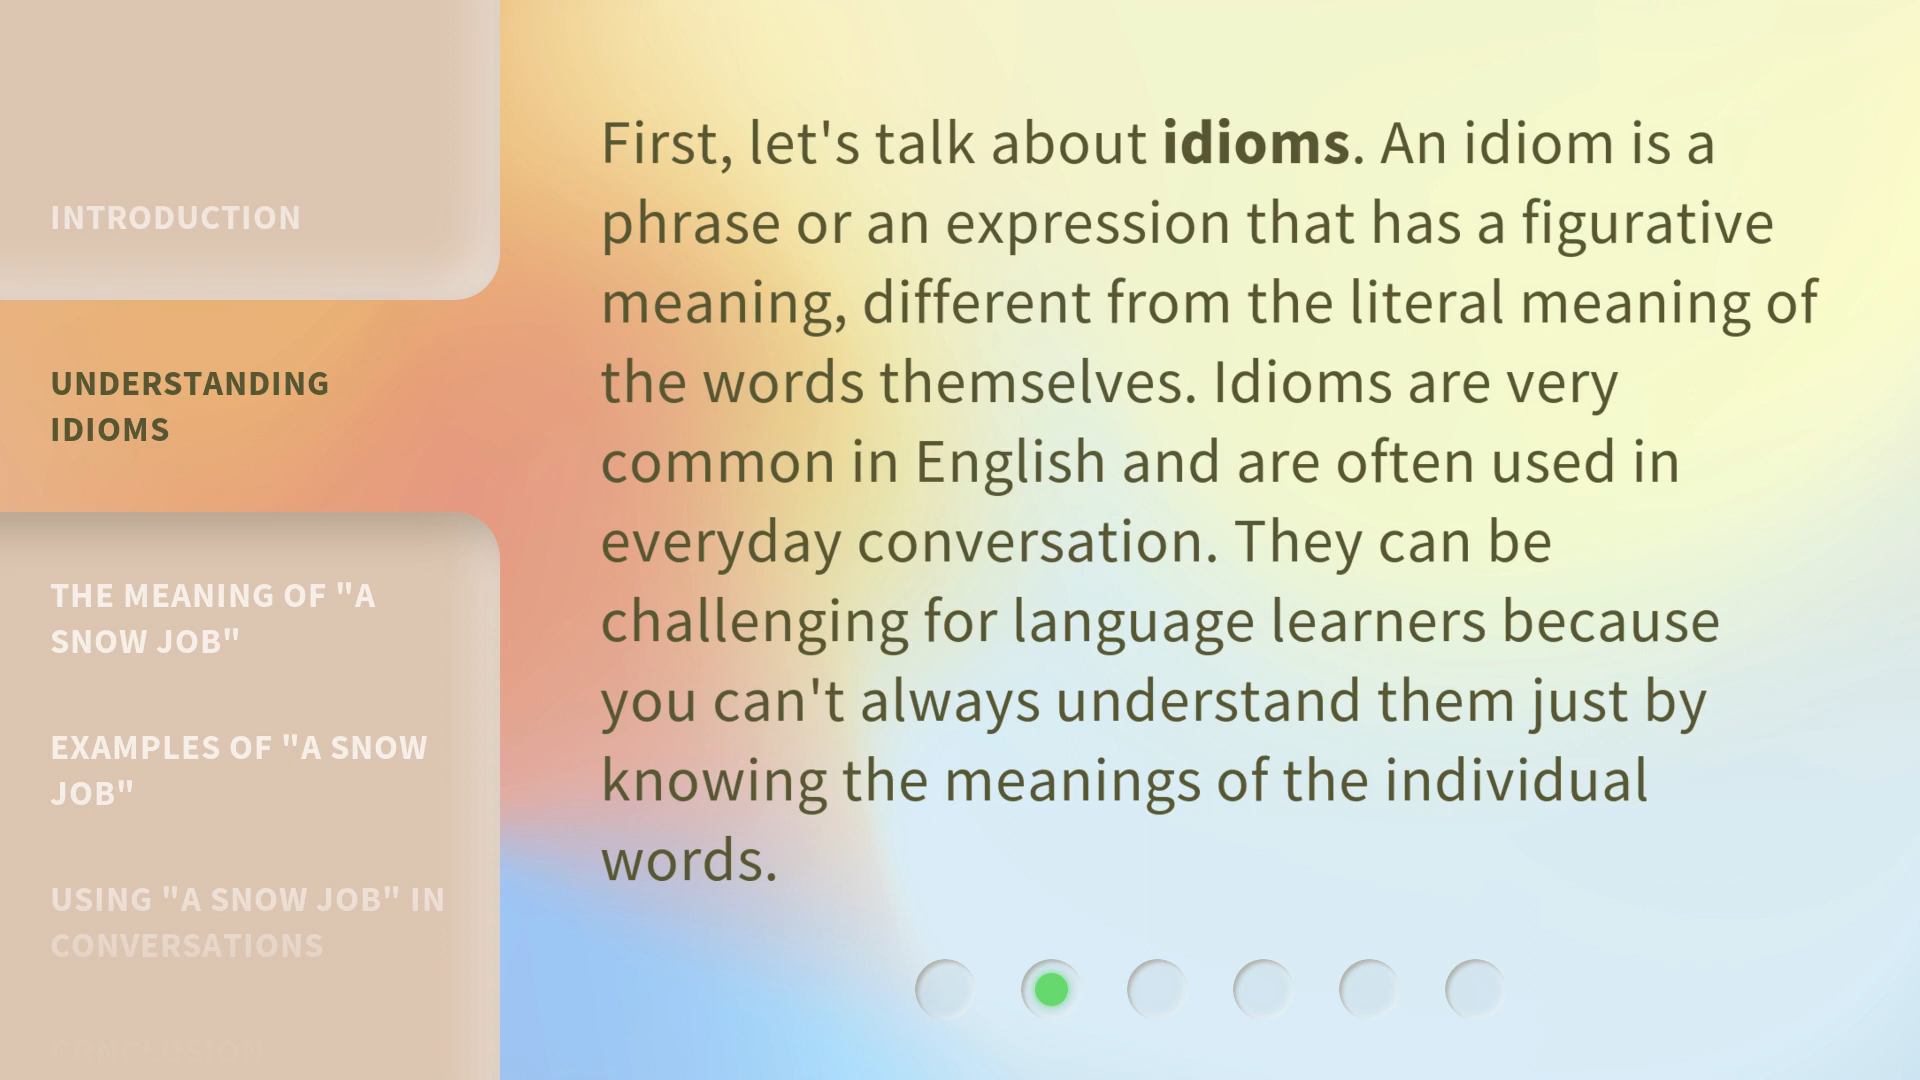 INTRODUCTION
UNDERSTANDING
IDIOMS
THE MEANING OF "A
SNOW JOB"
EXAMPLES OF "A SNOW
JOB"
USING "A SNOW JOB" IN
CONVERSATIONS
CONCLUSION
First, let's talk about idioms. An idiom is a
phrase or an expression that has a figurative
meaning, different from the literal meaning of
the words themselves. Idioms are very
common in English and are often used in
everyday conversation. They can be
challenging for language learners because
you can't always understand them just by
knowing the meanings of the individual
words.